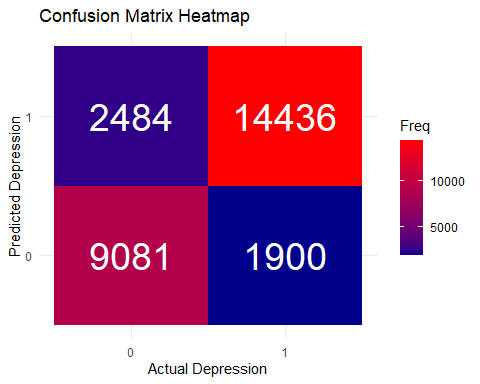 Confusion Matrix Heatmap
Predicted Depression
1
0
2484
14436
9081
1900
0
1
Actual Depression
Freq
10000
5000